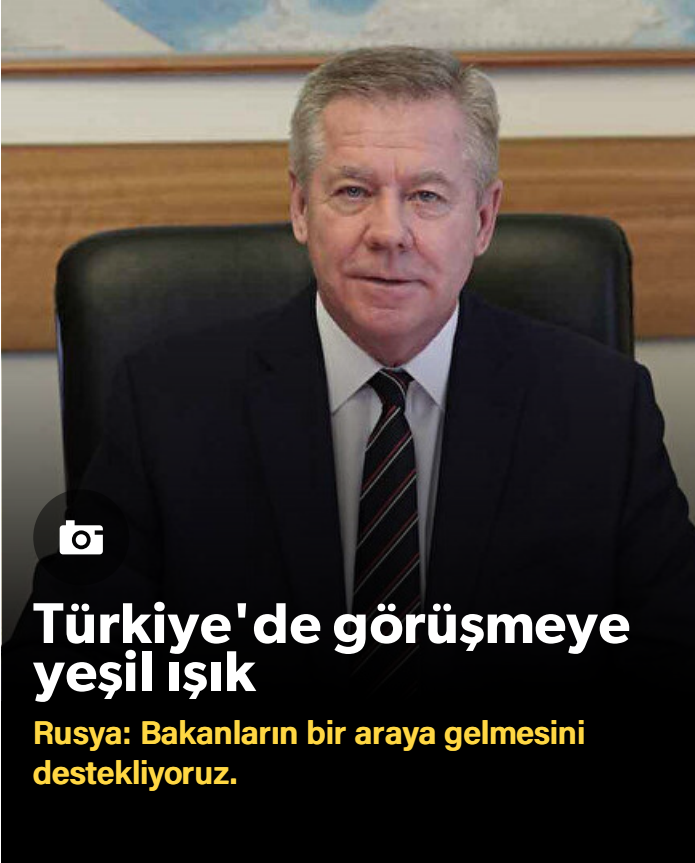 Türkiye'de görüşmeye
yeşil ışık
Rusya: Bakanların bir araya gelmesini
destekliyoruz.